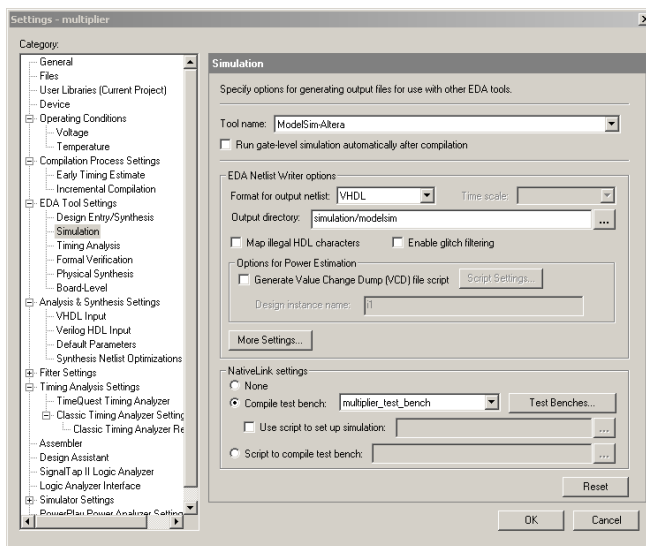 Settings - multiplier
Category:
General
Files
User Libraries (Current Project)
Device
Operating Conditions
Voltage
Temperature
Compilation Process Settings
Early Timing Estimate
Incremental Compilation
EDA Tool Settings
Design Entry/Synthesis
Simulation
Timing Analysis
Formal Verification
Physical Synthesis
Board-Level
Analysis & Synthesis Settings
VHDL Input
Verilog HDL Input
Default Parameters
Synthesis Netlist Optimizations
Fitter Settings
Timing Analysis Settings
TimeQuest Timing Analyzer
Classic Timing Analyzer Setting
Classic Timing Analyzer Re
Assembler
Design Assistant
SignalTap II Logic Analyzer
Logic Analyzer Interface
Simulator Settings
PowerPlay Power Analyzer Setting
Simulation
Specify options for generating output files for use with other EDA tools.
Tool name: ModelSim-Altera
Run gate-level simulation automatically after compilation
EDA Netlist Writer options
Format for output netlist: VHDL Time scale:
Output directory: simulation/modelsim ...
Map illegal HDL characters Enable glitch filtering
Options for Power Estimation
Generate Value Change Dump (VCD) file script Script Settings...
Design instance name: i1
More Settings...
NativeLink settings
None
Compile test bench: multiplier_test_bench Test Benches...
Use script to set up simulation: ...
Script to compile test bench: ...
Reset
OK Cancel